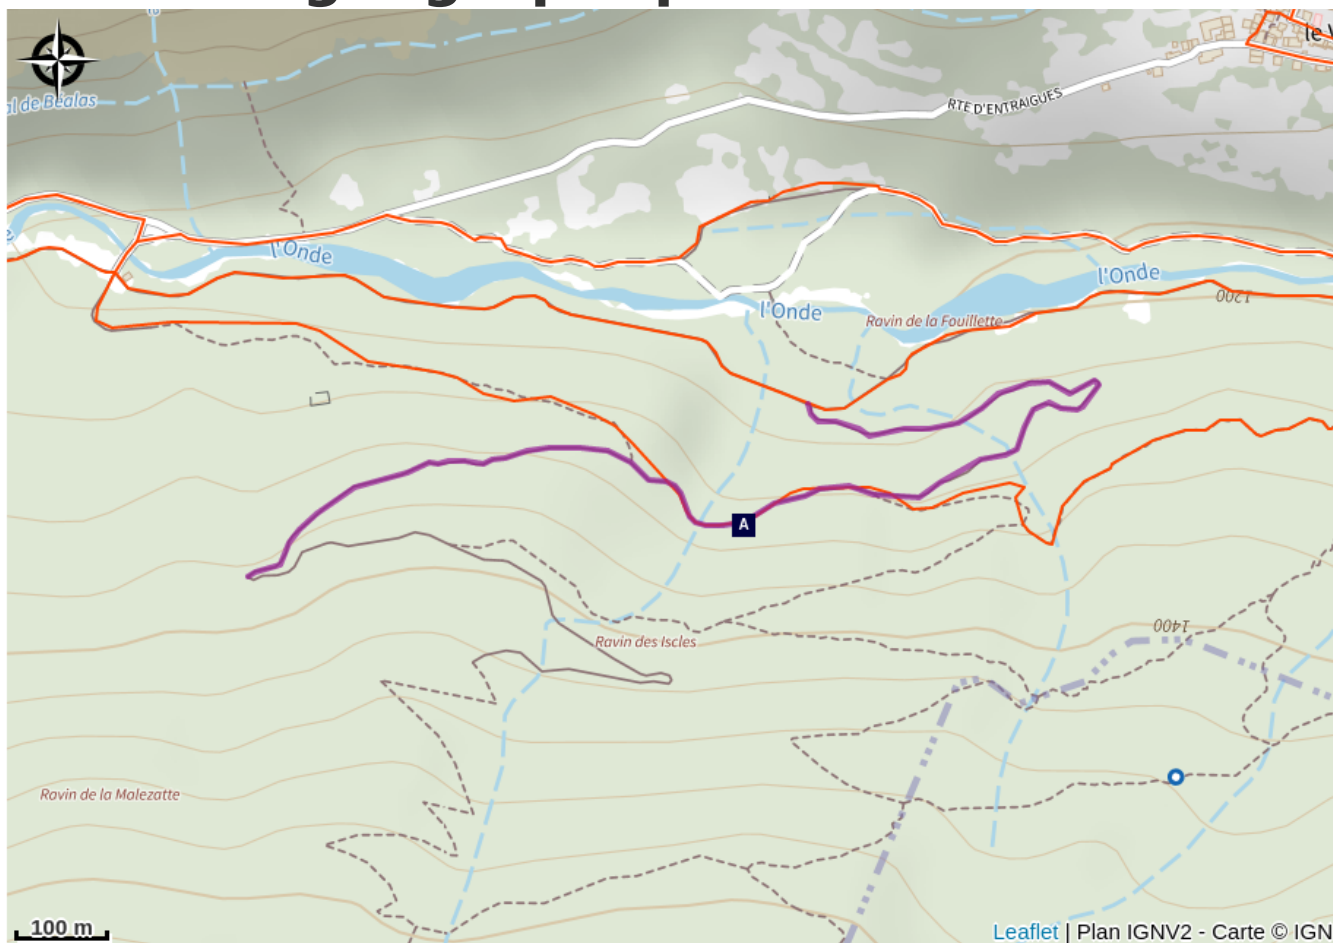 al de Béalas
RTE D'ENTRAIGUES
l'Onde
l'Onde
l'Onde
Ravin de la Fouillette
1200
1400
Ravin des Iscles
A
Ravin de la Malezatte
100 m
Leaflet | Plan IGNV2 - Carte © IGN